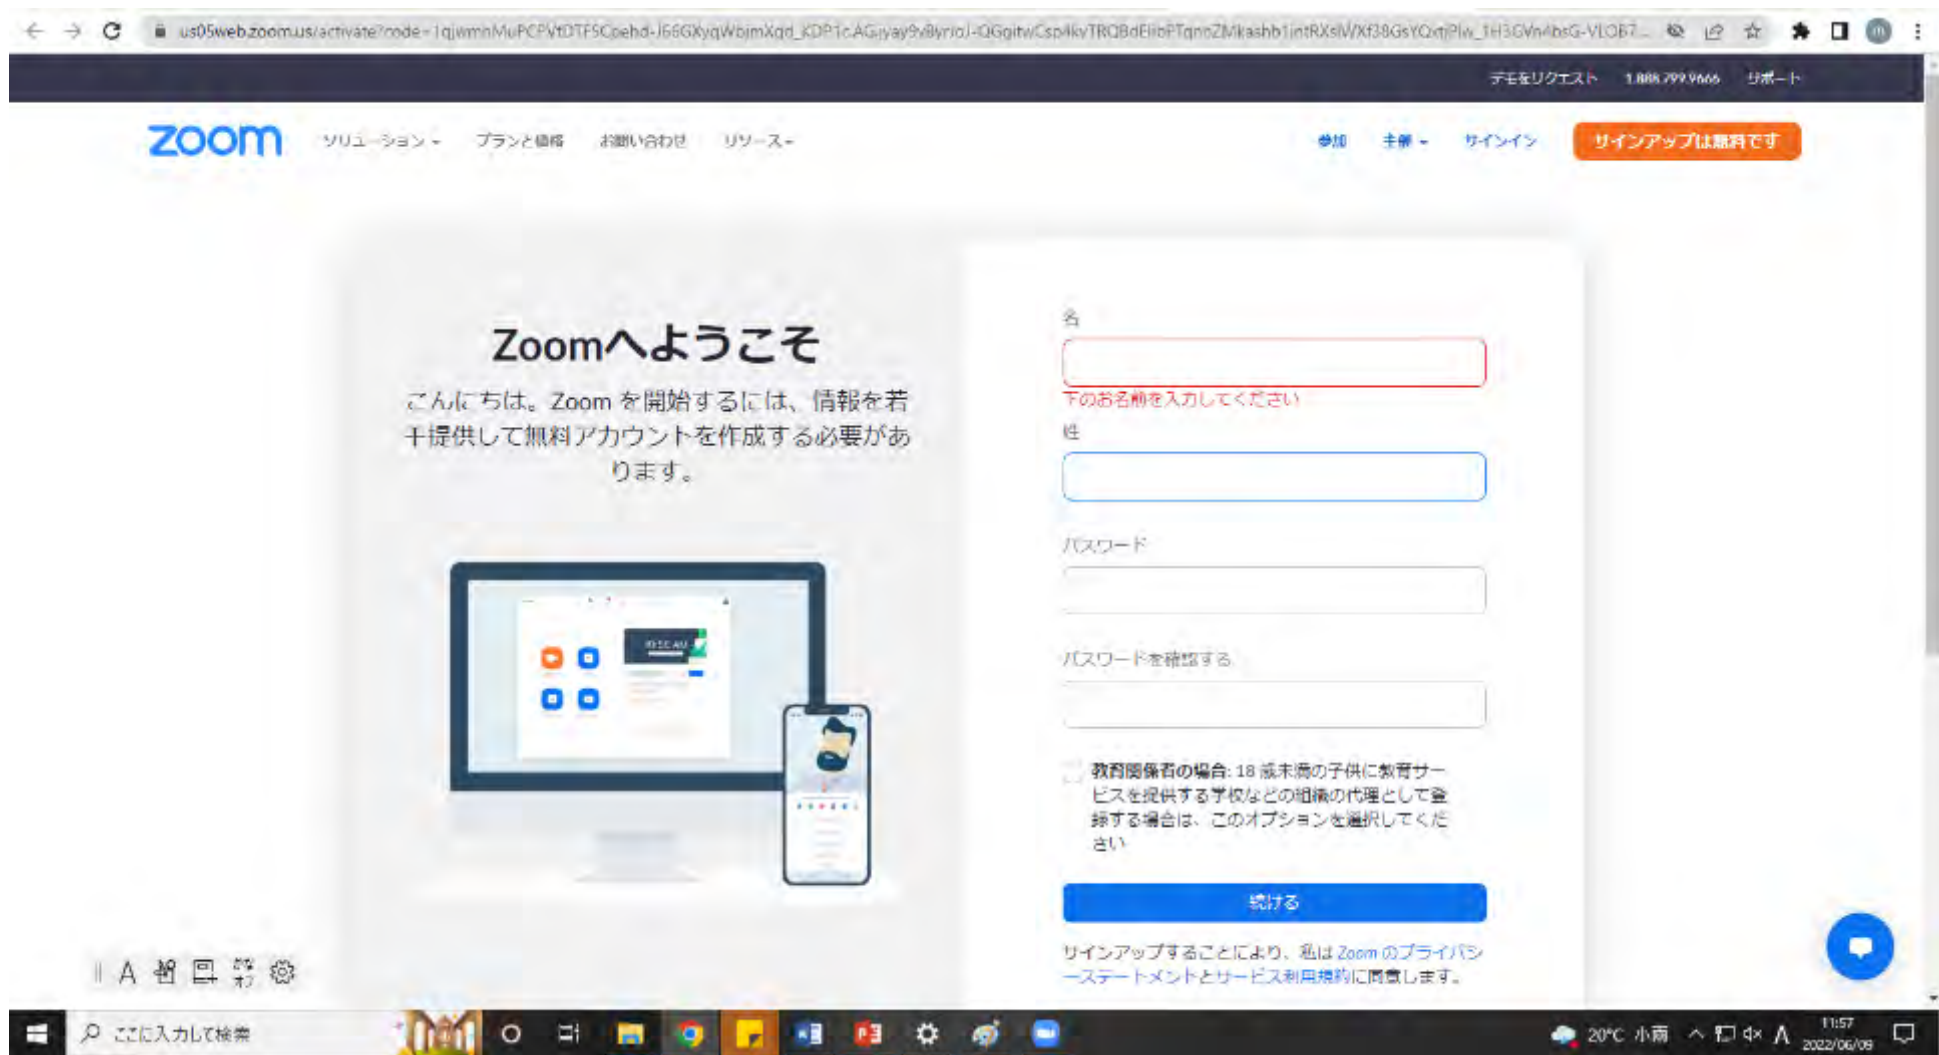 デモをリクエスト 1.888.799.9666 サポート
zoom ソリューション プランと価格 お問い合わせ リソース 参加 主催 サインイン サインアップは無料です
Zoomへようこそ
こんにちは。Zoom を開始するには、情報を若
干提供して無料アカウントを作成する必要があ
ります。
名
下のお名前を入力してください
姓
パスワード
パスワードを確認する
教育関係者の場合: 18 歳未満の子供に教育サー
ビスを提供する学校などの組織の代理として登
録する場合は、このオプションを選択してくだ
さい
続ける
サインアップすることにより、私は Zoom のプライバシ
ーステートメントとサービス利用規約に同意します。
A
ここに入力して検索
20°C 小雨 A 11:57
2022/06/09